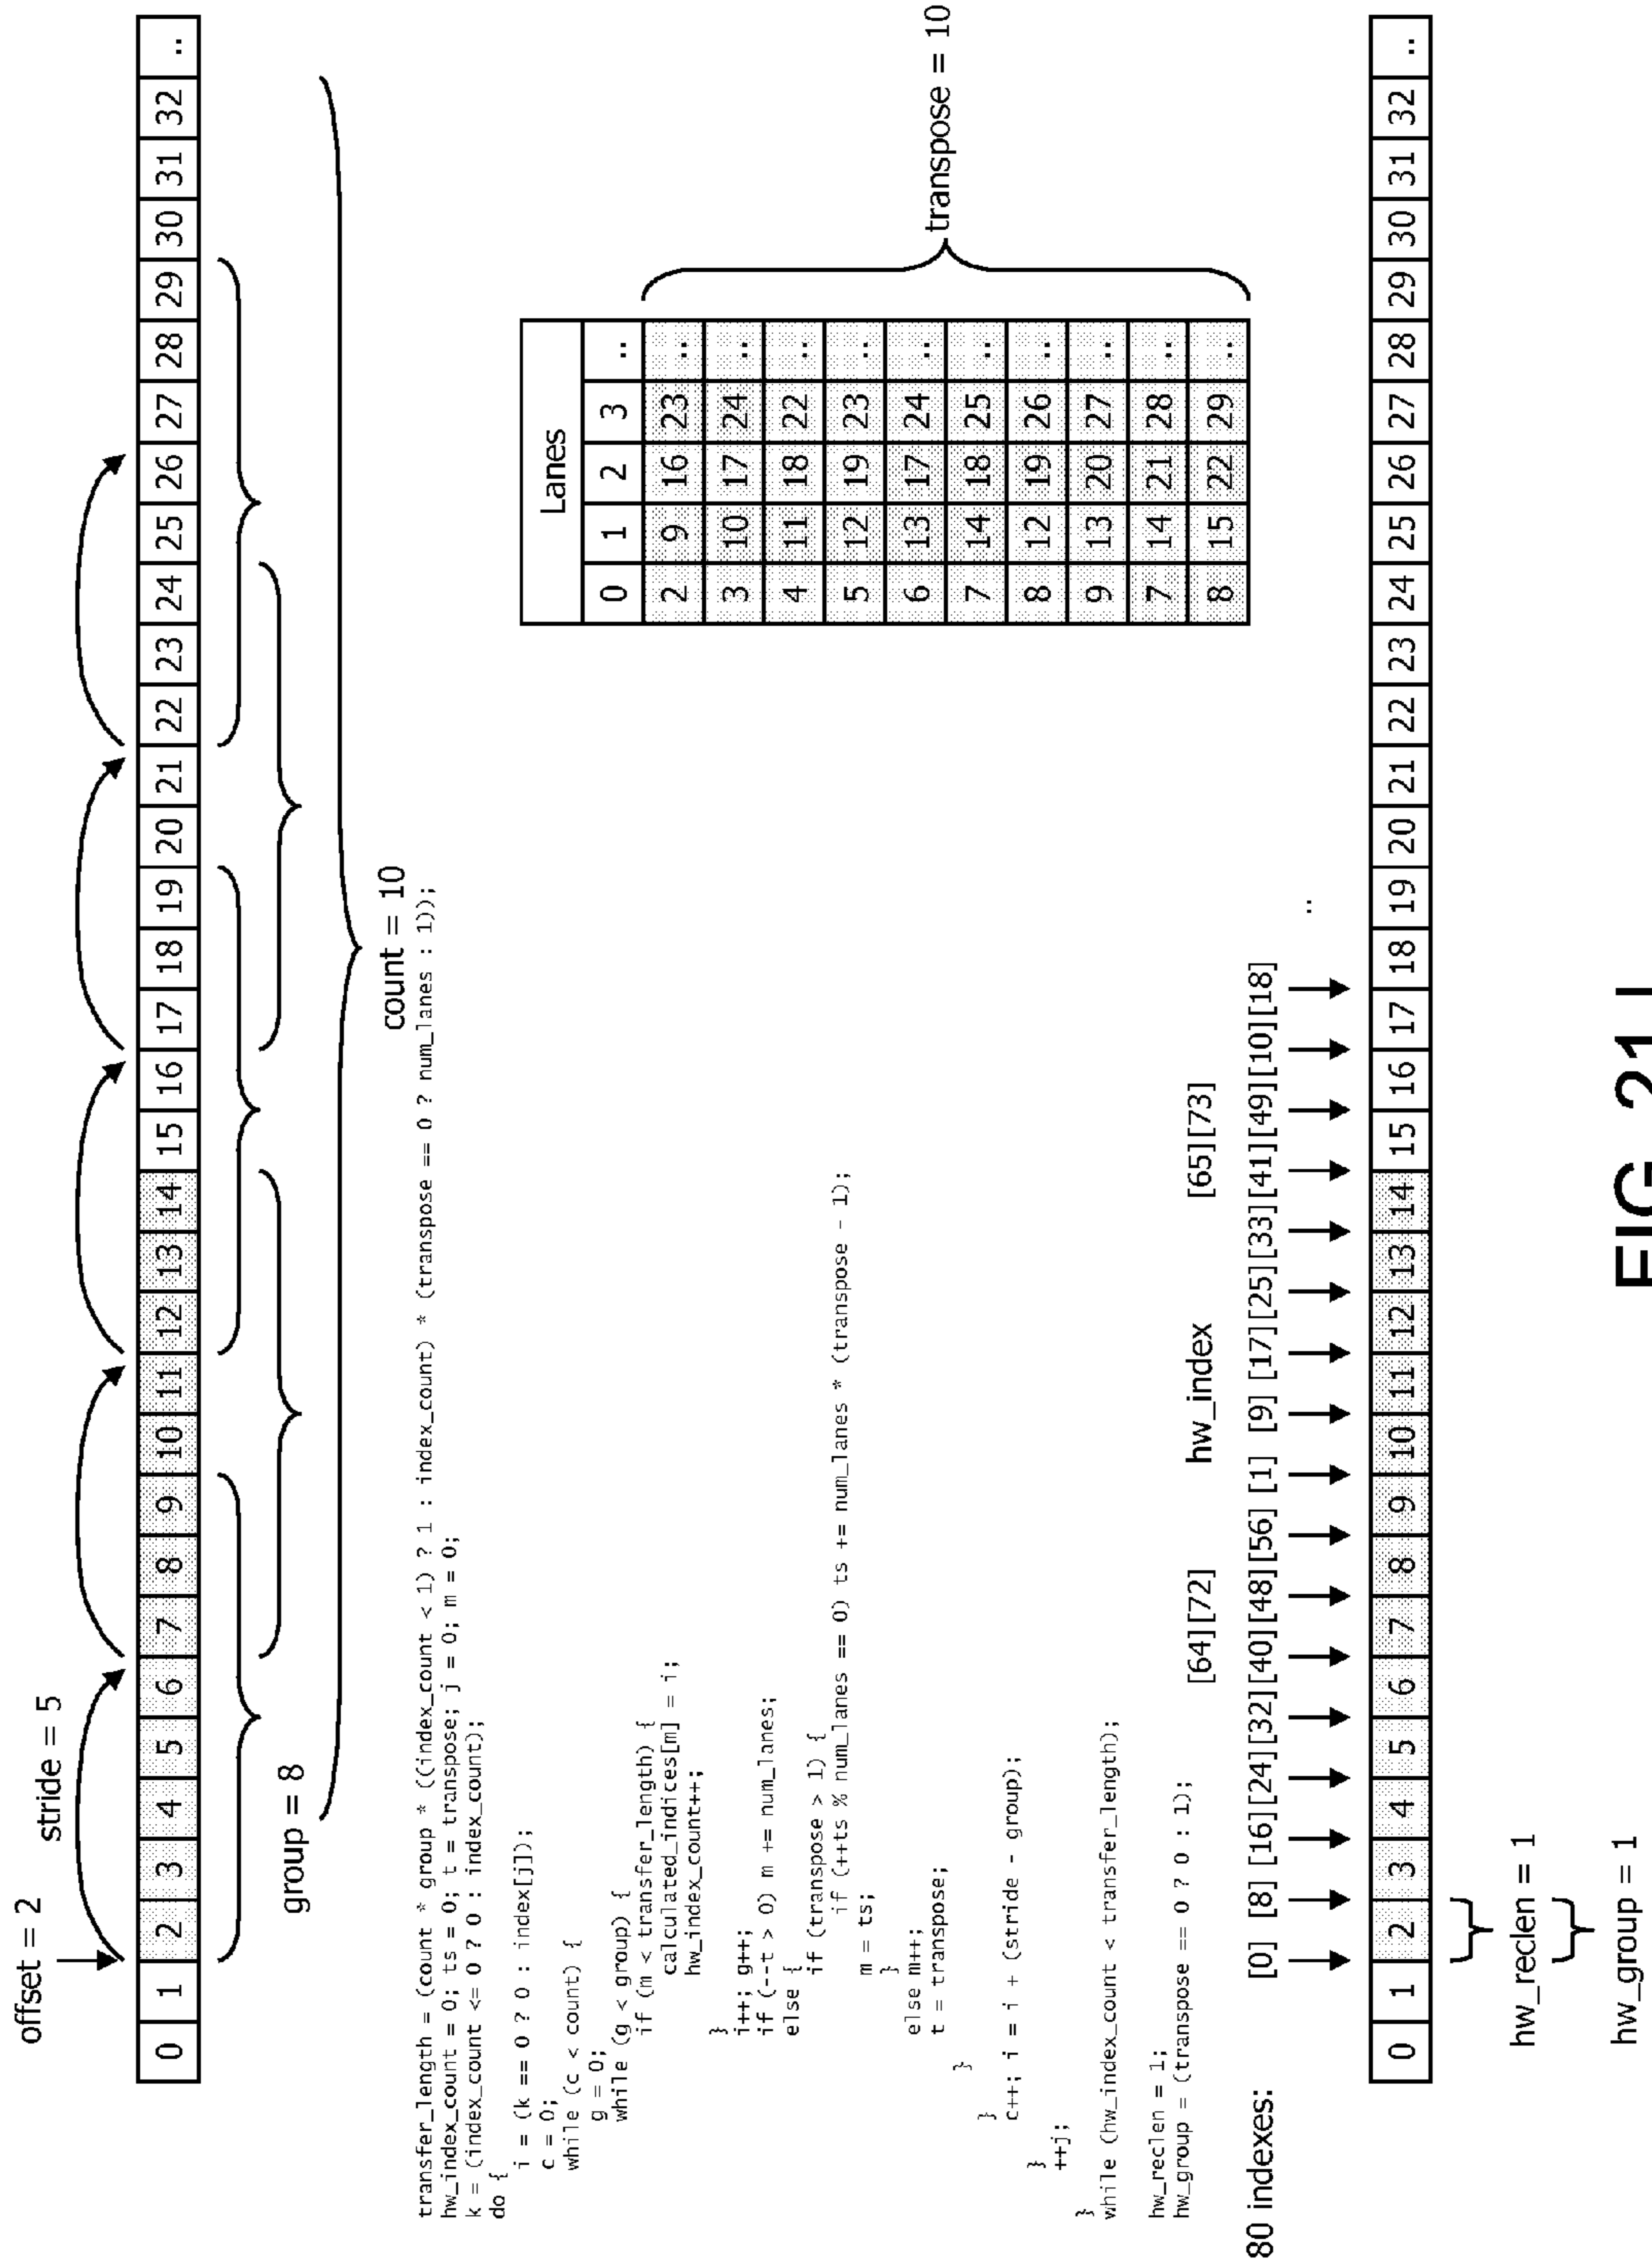 offset = 2
stride = 5
0 1 2 3 4 5 6 7 8 9 10 11 12 13 14 15 16 17 18 19 20 21 22 23 24 25 26 27 28 29 30 31 32 ..
group = 8
count = 10
transfer_length = (count * group * ((index_count < 1) ? 1 : index_count) * (transpose == 0 ? num_lanes : 1));
hw_index_count = 0; ts = 0; t = transpose; j = 0; m = 0;
k = (index_count <= 0 ? 0 : index_count);
do {
i = (k == 0 ? 0 : index[j]);
c = 0;
while (c < count) {
g = 0;
while (g < group) {
if (m < transfer_length) {
calculated_indices[m] = i;
hw_index_count++;
}
i++; g++;
if (--t > 0) m += num_lanes;
else {
if (transpose > 1) {
if (++ts % num_lanes == 0) ts += num_lanes * (transpose - 1);
m = ts;
}
else m++;
t = transpose;
}
}
c++; i = i + (stride - group);
}
++j;
}
while (hw_index_count < transfer_length);
hw_reclen = 1;
hw_group = (transpose == 0 ? 0 : 1);
Lanes
0 1 2 3 ..
2 9 16 23 ..
3 10 17 24 ..
4 11 18 22 ..
5 12 19 23 ..
6 13 17 24 ..
7 14 18 25 ..
8 12 19 26 ..
9 13 20 27 ..
7 14 21 28 ..
8 15 22 29 ..
transpose = 10
80 indexes:
[64][72] hw_index [65][73]
[0] [8] [16][24][32][40][48][56] [1] [9] [17][25][33][41][49][10][18] ..
0 1 2 3 4 5 6 7 8 9 10 11 12 13 14 15 16 17 18 19 20 21 22 23 24 25 26 27 28 29 30 31 32 ..
hw_reclen = 1
hw_group = 1